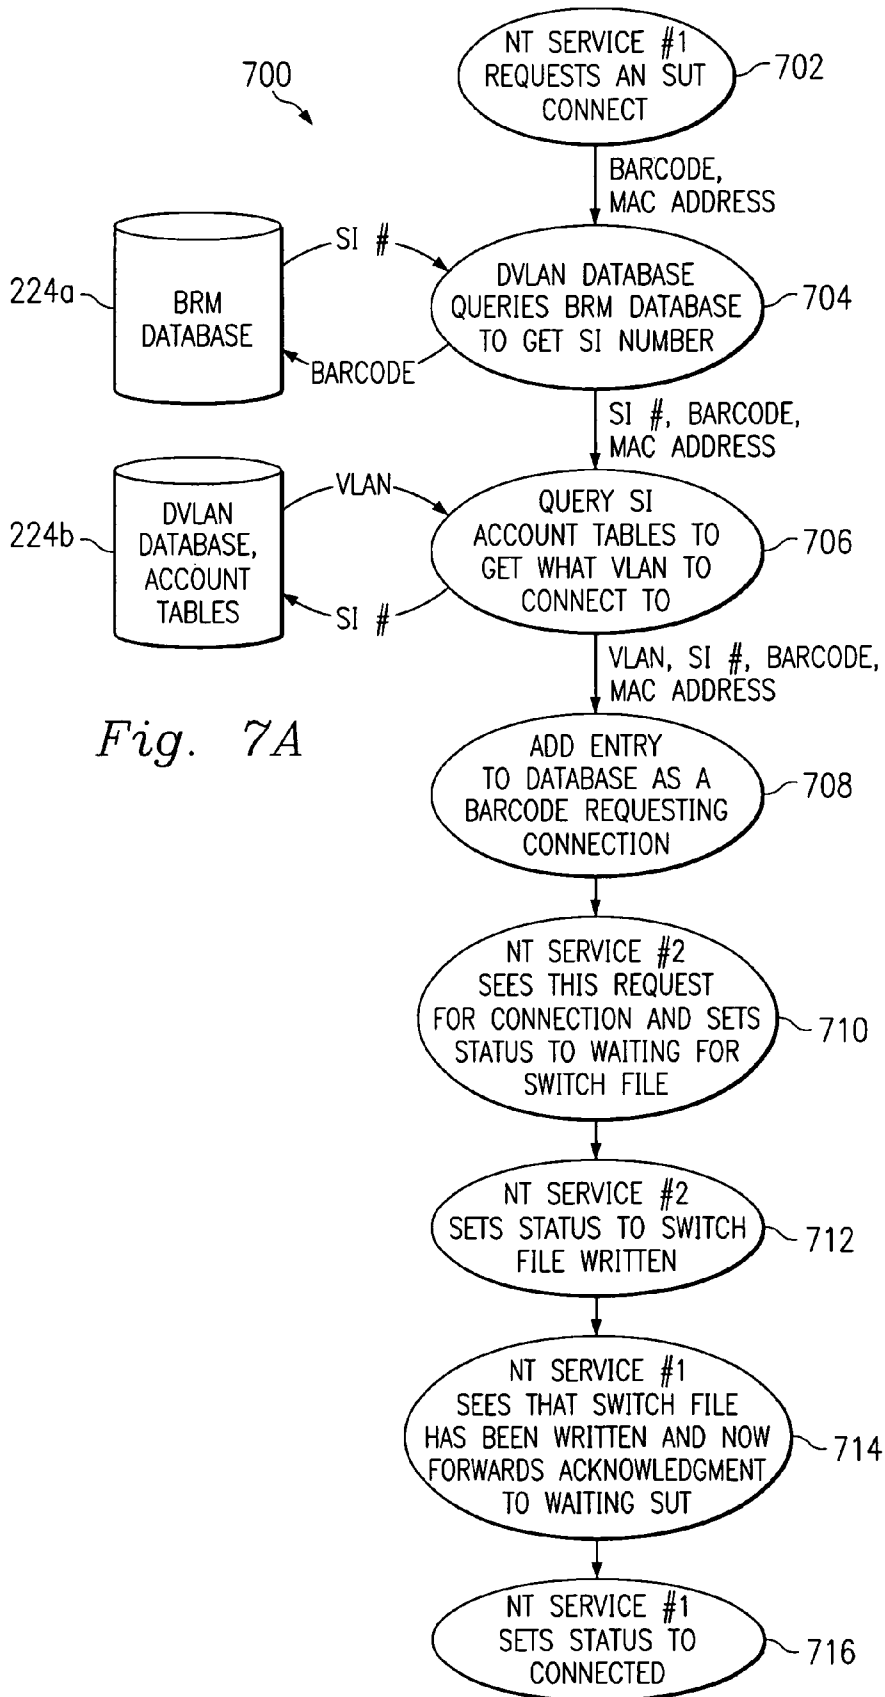 700
NT SERVICE #1
REQUESTS AN SUT
CONNECT
702
BARCODE,
MAC ADDRESS
224a
BRM
DATABASE
SI #
BARCODE
DVLAN DATABASE
QUERIES BRM DATABASE
TO GET SI NUMBER
704
SI #, BARCODE,
MAC ADDRESS
224b
DVLAN
DATABASE,
ACCOUNT
TABLES
VLAN
SI #
QUERY SI
ACCOUNT TABLES TO
GET WHAT VLAN TO
CONNECT TO
706
VLAN, SI #, BARCODE,
MAC ADDRESS
Fig. 7A
ADD ENTRY
TO DATABASE AS A
BARCODE REQUESTING
CONNECTION
708
NT SERVICE #2
SEES THIS REQUEST
FOR CONNECTION AND SETS
STATUS TO WAITING FOR
SWITCH FILE
710
NT SERVICE #2
SETS STATUS TO SWITCH
FILE WRITTEN
712
NT SERVICE #1
SEES THAT SWITCH FILE
HAS BEEN WRITTEN AND NOW
FORWARDS ACKNOWLEDGMENT
TO WAITING SUT
714
NT SERVICE #1
SETS STATUS TO
CONNECTED
716